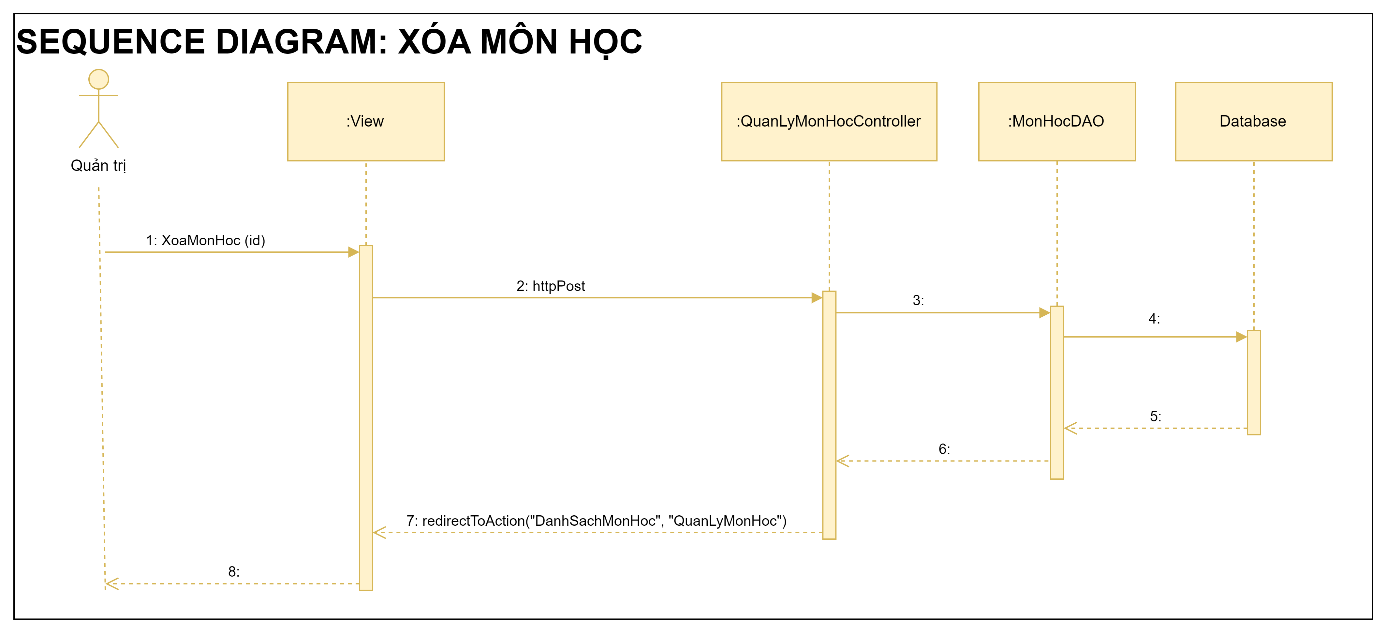 SEQUENCE DIAGRAM: XÓA MÔN HỌC
:View
:QuanLyMonHocController
:MonHocDAO
Database
Quản trị
1: XoaMonHoc (id)
2: httpPost
3:
4:
5:
6:
7: redirectToAction("DanhSachMonHoc", "QuanLyMonHoc")
8: